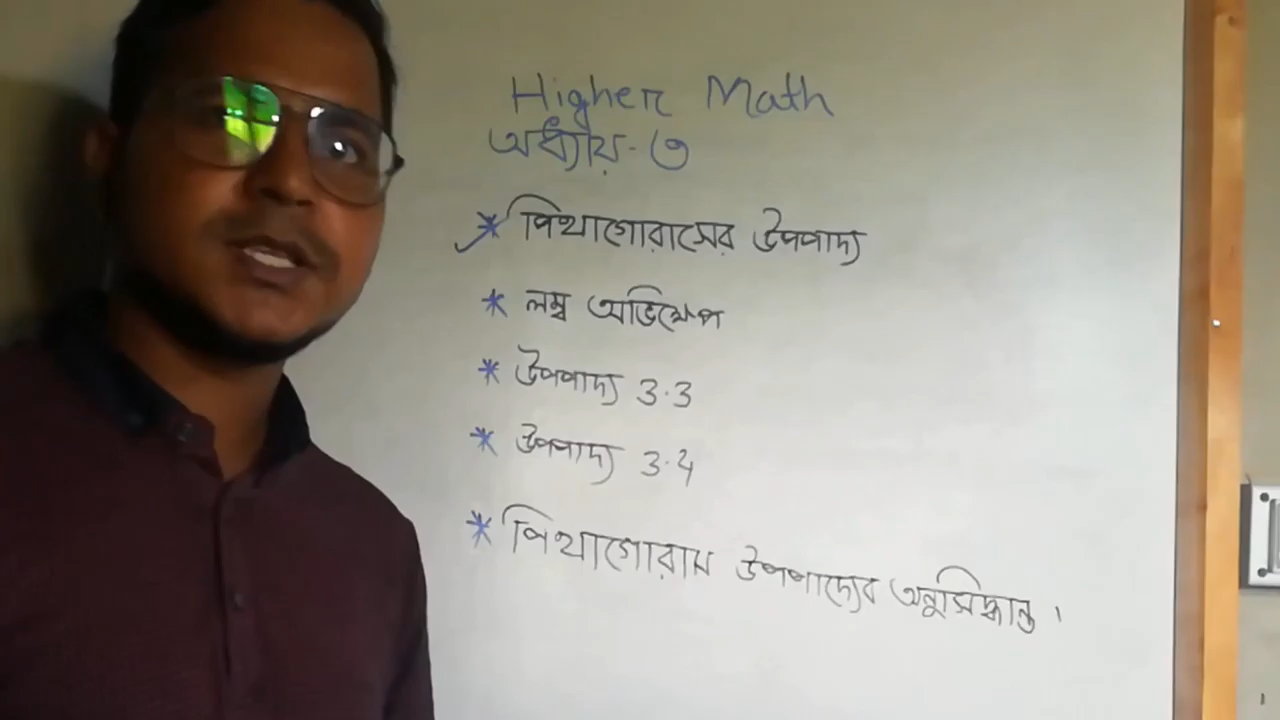 Higher Math
অধ্যায়-৩
* পিথাগোরাসের উপপাদ্য
* লম্ব অভিক্ষেপ
* উপপাদ্য 3.3
* উপপাদ্য 3.4
* পিথাগোরাস উপপাদ্যের অনুসিদ্ধান্ত।